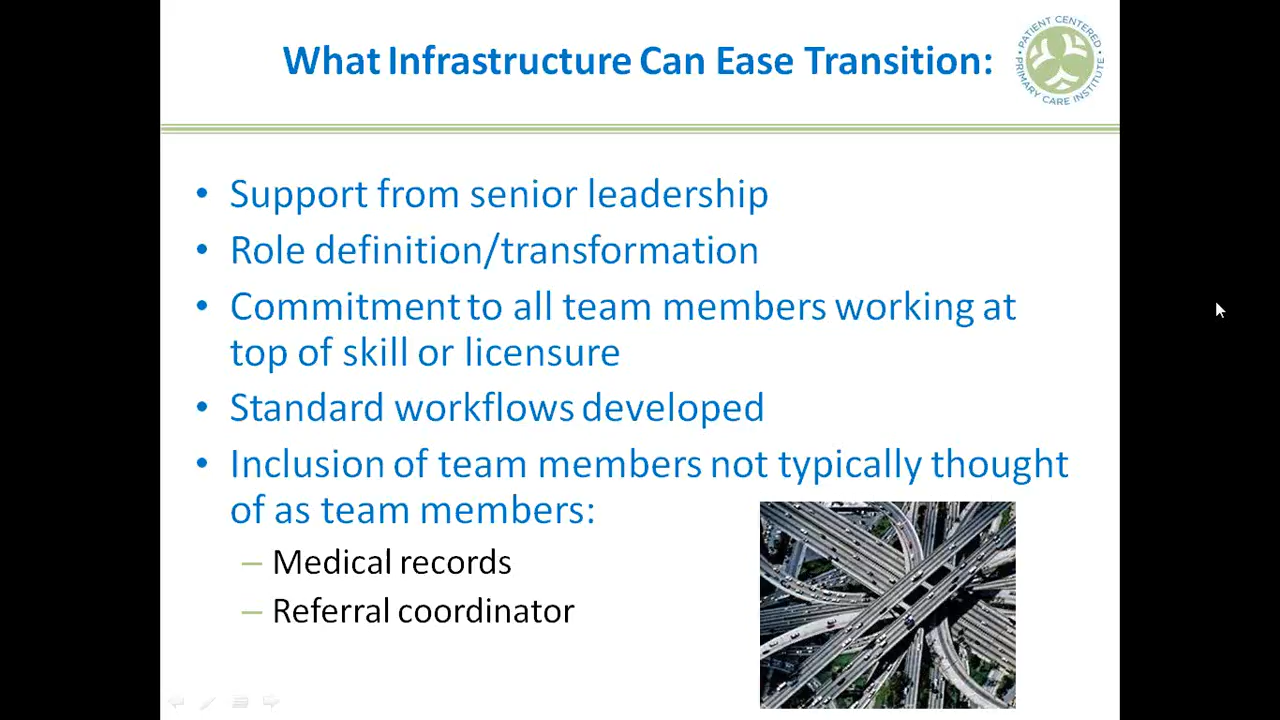 What Infrastructure Can Ease Transition:
PATIENT CENTERED
PRIMARY CARE INSTITUTE
• Support from senior leadership
• Role definition/transformation
• Commitment to all team members working at
top of skill or licensure
• Standard workflows developed
• Inclusion of team members not typically thought
of as team members:
– Medical records
– Referral coordinator